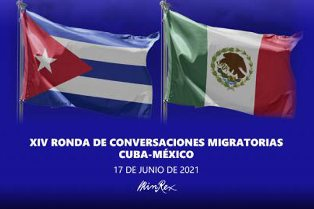 XIV RONDA DE CONVERSACIONES MIGRATORIAS
CUBA-MÉXICO
17 DE JUNIO DE 2021
MinRex